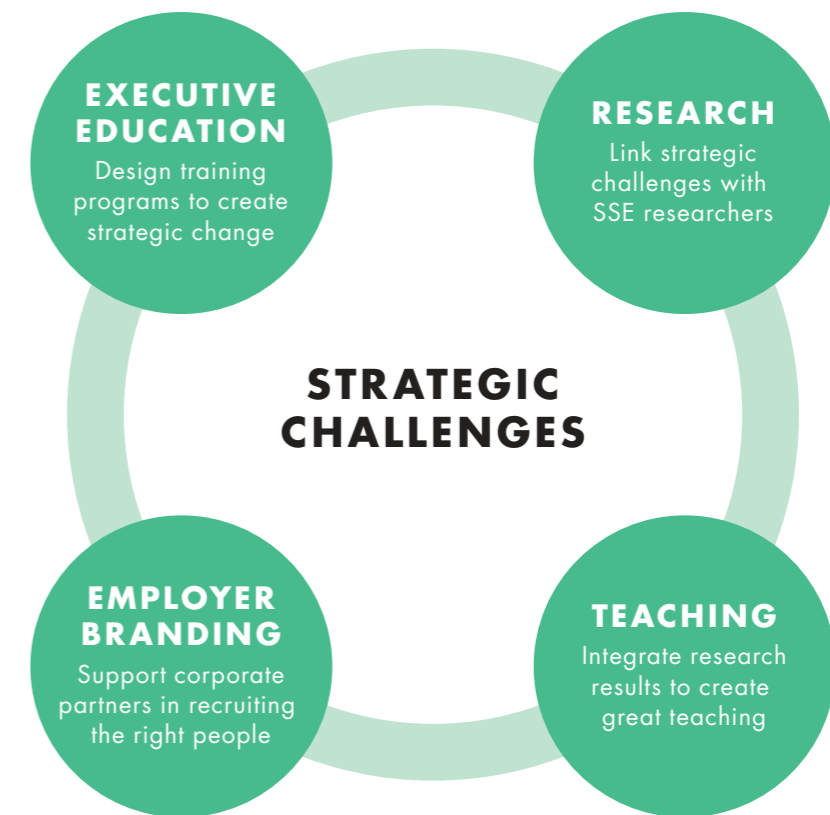 EXECUTIVE
EDUCATION
Design training
programs to create
strategic change
RESEARCH
Link strategic
challenges with
SSE researchers
STRATEGIC
CHALLENGES
EMPLOYER
BRANDING
Support corporate
partners in recruiting
the right people
TEACHING
Integrate research
results to create
great teaching